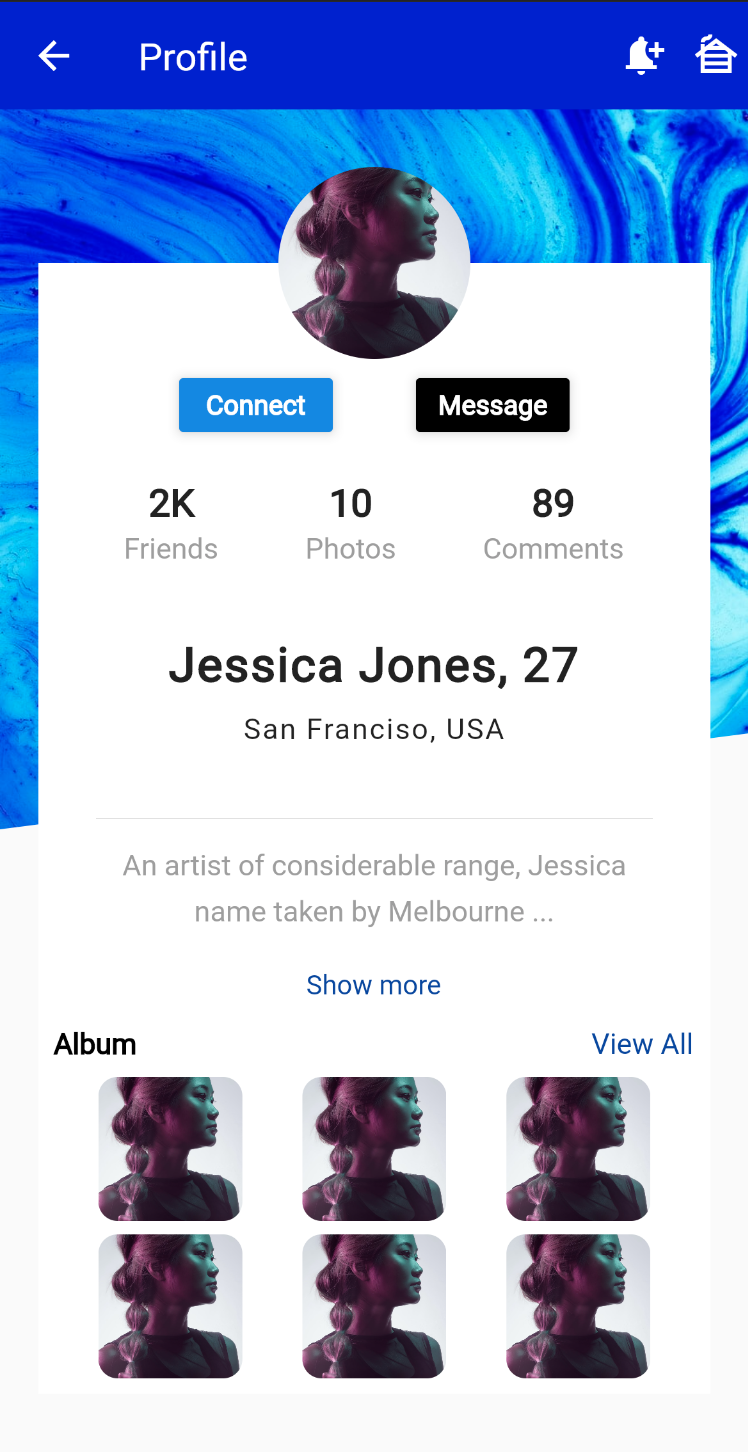 Profile
Connect Message
2K 10 89
Friends Photos Comments
Jessica Jones, 27
San Franciso, USA
An artist of considerable range, Jessica
name taken by Melbourne ...
Show more
Album View All